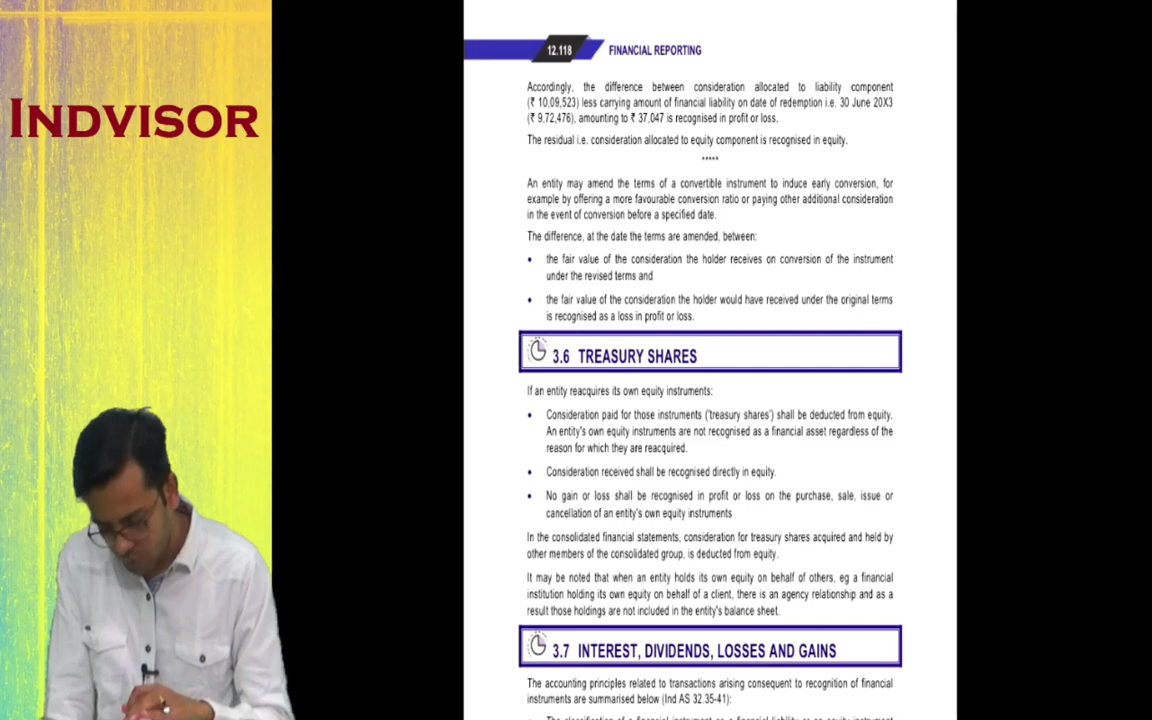 INDVISOR
12.118 FINANCIAL REPORTING
Accordingly, the difference between consideration allocated to liability component
(₹ 10,09,523) less carrying amount of financial liability on date of redemption i.e. 30 June 20X3
(₹ 9,72,476), amounting to ₹ 37,047 is recognised in profit or loss.
The residual i.e. consideration allocated to equity component is recognised in equity.
*****
An entity may amend the terms of a convertible instrument to induce early conversion, for
example by offering a more favourable conversion ratio or paying other additional consideration
in the event of conversion before a specified date.
The difference, at the date the terms are amended, between:
• the fair value of the consideration the holder receives on conversion of the instrument
under the revised terms and
• the fair value of the consideration the holder would have received under the original terms
is recognised as a loss in profit or loss.
3.6 TREASURY SHARES
If an entity reacquires its own equity instruments:
• Consideration paid for those instruments ('treasury shares') shall be deducted from equity.
An entity's own equity instruments are not recognised as a financial asset regardless of the
reason for which they are reacquired.
• Consideration received shall be recognised directly in equity.
• No gain or loss shall be recognised in profit or loss on the purchase, sale, issue or
cancellation of an entity's own equity instruments
In the consolidated financial statements, consideration for treasury shares acquired and held by
other members of the consolidated group, is deducted from equity.
It may be noted that when an entity holds its own equity on behalf of others, eg a financial
institution holding its own equity on behalf of a client, there is an agency relationship and as a
result those holdings are not included in the entity's balance sheet.
3.7 INTEREST, DIVIDENDS, LOSSES AND GAINS
The accounting principles related to transactions arising consequent to recognition of financial
instruments are summarised below (Ind AS 32.35-41):
The classification of a financial instrument as a financial liability or an equity instrument